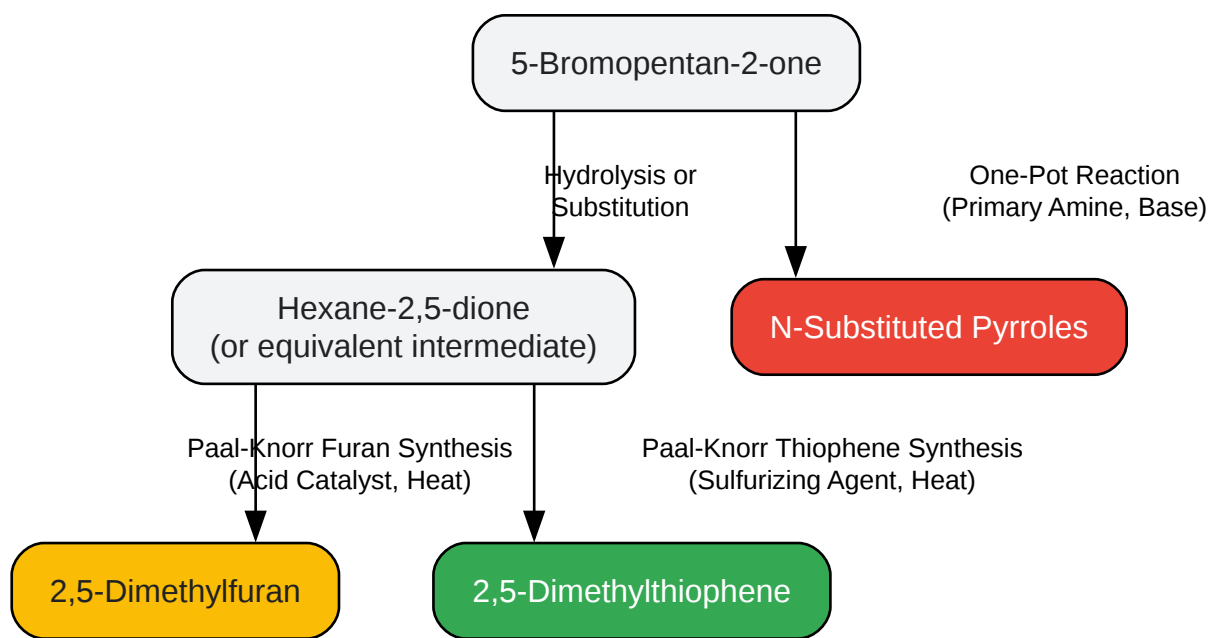 5-Bromopentan-2-one
Hydrolysis or
Substitution
One-Pot Reaction
(Primary Amine, Base)
Hexane-2,5-dione
(or equivalent intermediate)
N-Substituted Pyrroles
Paal-Knorr Furan Synthesis
(Acid Catalyst, Heat)
Paal-Knorr Thiophene Synthesis
(Sulfurizing Agent, Heat)
2,5-Dimethylfuran
2,5-Dimethylthiophene